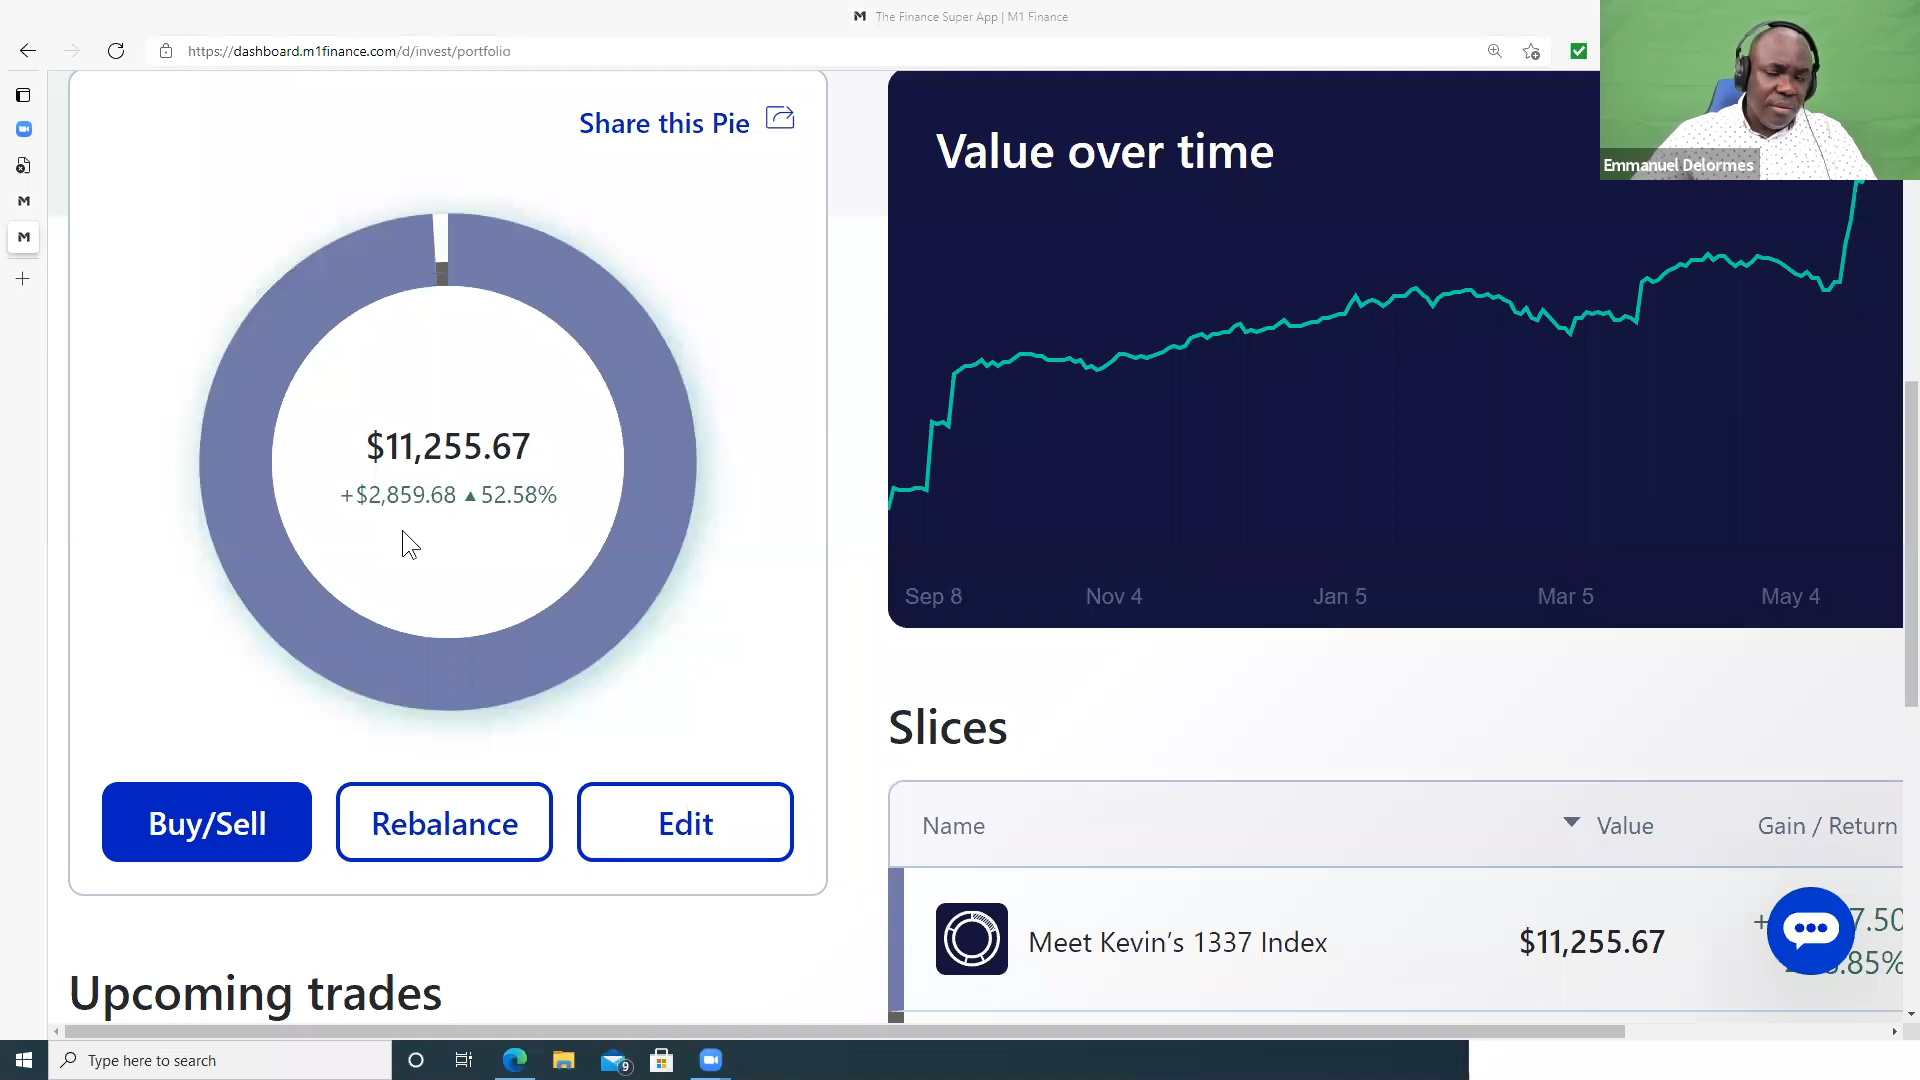 The Finance Super App | M1 Finance
https://dashboard.m1finance.com/d/invest/portfolio
Emmanuel Delormes
Share this Pie
$11,255.67
+$2,859.68 ▲ 52.58%
Buy/Sell
Rebalance
Edit
Upcoming trades
Value over time
Sep 8
Nov 4
Jan 5
Mar 5
May 4
Slices
Name
Value
Gain / Return
Meet Kevin’s 1337 Index
$11,255.67
Type here to search
9